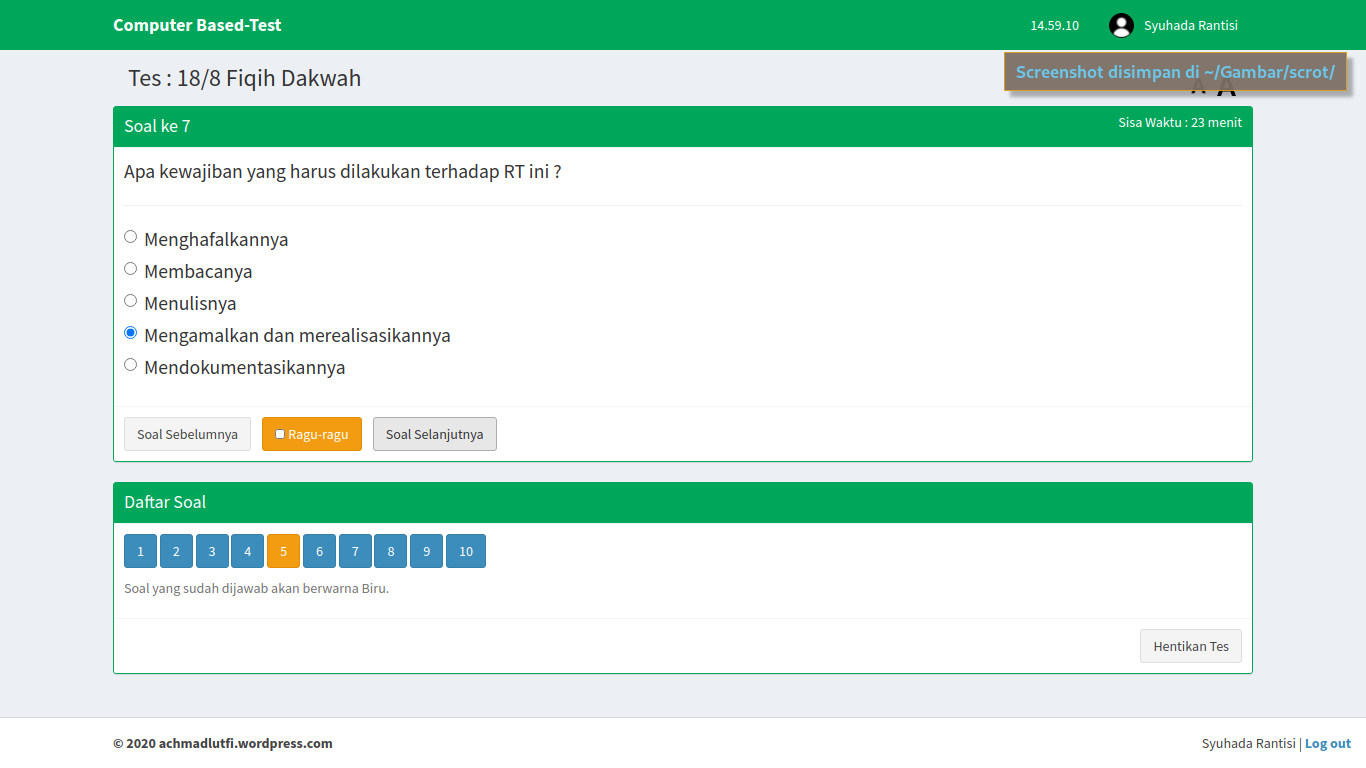 Computer Based-Test
14.59.10
Syuhada Rantisi
Tes : 18/8 Fiqih Dakwah
Screenshot disimpan di ~/Gambar/scrot/
A A
Soal ke 7
Sisa Waktu : 23 menit
Apa kewajiban yang harus dilakukan terhadap RT ini ?
Menghafalkannya
Membacanya
Menulisnya
Mengamalkan dan merealisasikannya
Mendokumentasikannya
Soal Sebelumnya
Ragu-ragu
Soal Selanjutnya
Daftar Soal
1 2 3 4 5 6 7 8 9 10
Soal yang sudah dijawab akan berwarna Biru.
Hentikan Tes
© 2020 achmadlutfi.wordpress.com
Syuhada Rantisi | Log out